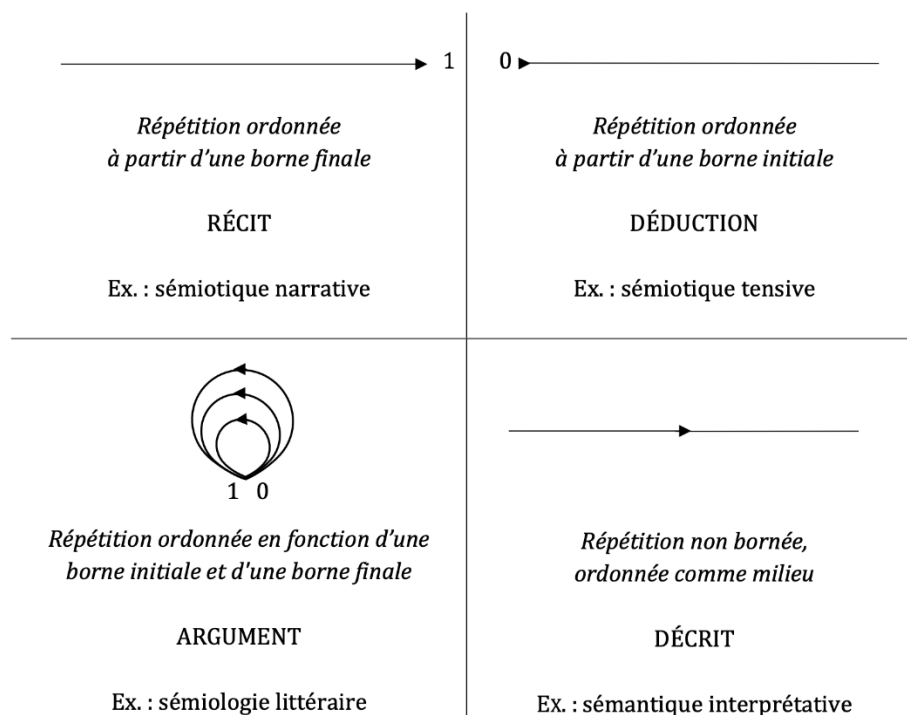 1
Répétition ordonnée
à partir d'une borne finale
RÉCIT
Ex. : sémiotique narrative
0
Répétition ordonnée
à partir d'une borne initiale
DÉDUCTION
Ex. : sémiotique tensive
1 0
Répétition ordonnée en fonction d'une
borne initiale et d'une borne finale
ARGUMENT
Ex. : sémiologie littéraire
Répétition non bornée,
ordonnée comme milieu
DÉCRIT
Ex. : sémantique interprétative